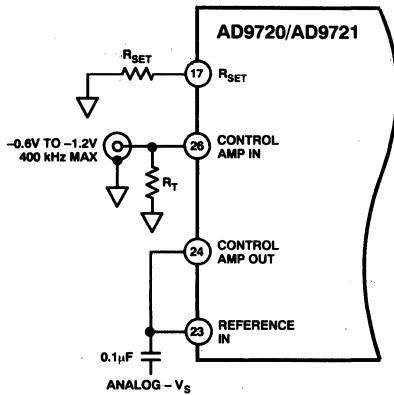 AD9720/AD9721
RSET
17
RSET
–0.6V TO –1.2V
400 kHz MAX
26
CONTROL
AMP IN
RT
24
CONTROL
AMP OUT
23
REFERENCE
IN
0.1µF
ANALOG – VS